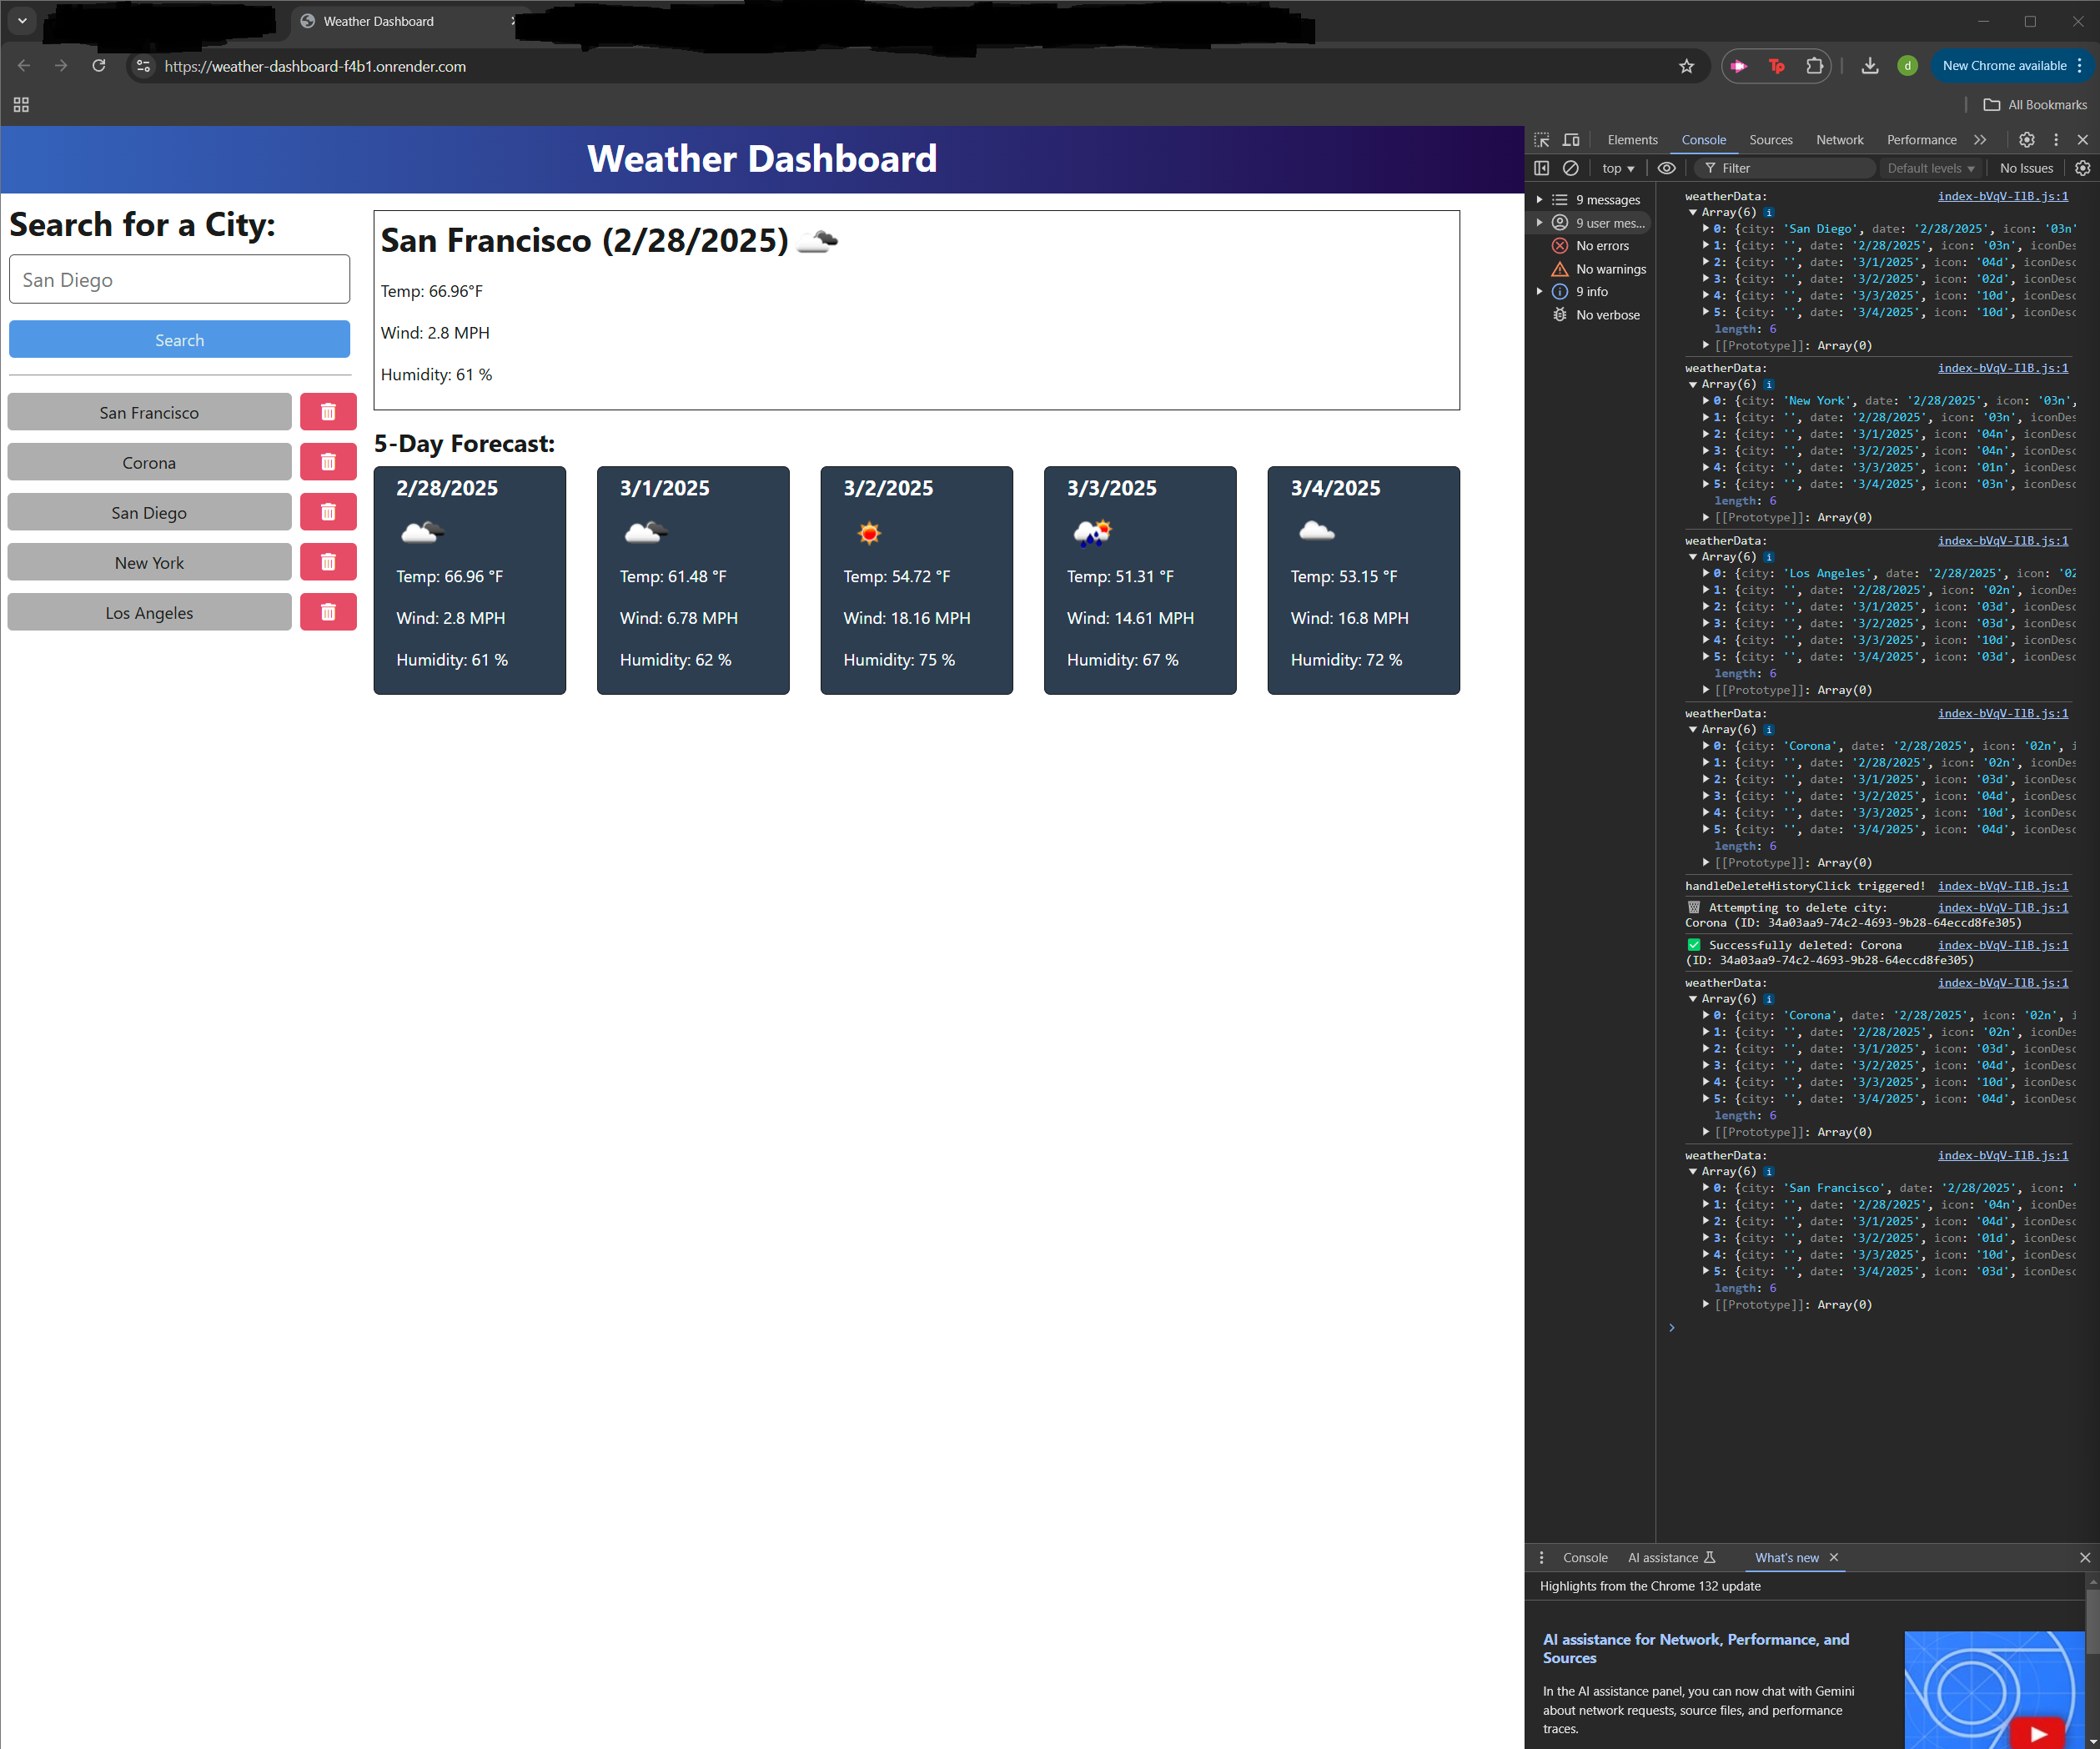 Weather Dashboard
https://weather-dashboard-f4b1.onrender.com
Tp
d
New Chrome available
All Bookmarks
Weather Dashboard
Search for a City:
San Diego
Search
San Francisco
Corona
San Diego
New York
Los Angeles
San Francisco (2/28/2025)
Temp: 66.96°F
Wind: 2.8 MPH
Humidity: 61 %
5-Day Forecast:
2/28/2025
Temp: 66.96 °F
Wind: 2.8 MPH
Humidity: 61 %
3/1/2025
Temp: 61.48 °F
Wind: 6.78 MPH
Humidity: 62 %
3/2/2025
Temp: 54.72 °F
Wind: 18.16 MPH
Humidity: 75 %
3/3/2025
Temp: 51.31 °F
Wind: 14.61 MPH
Humidity: 67 %
3/4/2025
Temp: 53.15 °F
Wind: 16.8 MPH
Humidity: 72 %
Elements Console Sources Network Performance
top Filter Default levels No Issues
9 messages
9 user mes...
No errors
No warnings
9 info
No verbose
weatherData: index-bVqV-IlB.js:1
Array(6) i
0: {city: 'San Diego', date: '2/28/2025', icon: '03n'
1: {city: '', date: '2/28/2025', icon: '03n', iconDesc
2: {city: '', date: '3/1/2025', icon: '04d', iconDesc
3: {city: '', date: '3/2/2025', icon: '02d', iconDesc
4: {city: '', date: '3/3/2025', icon: '10d', iconDesc
5: {city: '', date: '3/4/2025', icon: '10d', iconDesc
length: 6
[[Prototype]]: Array(0)
weatherData: index-bVqV-IlB.js:1
Array(6) i
0: {city: 'New York', date: '2/28/2025', icon: '03n',
1: {city: '', date: '2/28/2025', icon: '03n', iconDesc
2: {city: '', date: '3/1/2025', icon: '04n', iconDesc
3: {city: '', date: '3/2/2025', icon: '04n', iconDesc
4: {city: '', date: '3/3/2025', icon: '01n', iconDesc
5: {city: '', date: '3/4/2025', icon: '03n', iconDesc
length: 6
[[Prototype]]: Array(0)
weatherData: index-bVqV-IlB.js:1
Array(6) i
0: {city: 'Los Angeles', date: '2/28/2025', icon: '02
1: {city: '', date: '2/28/2025', icon: '02n', iconDesc
2: {city: '', date: '3/1/2025', icon: '03d', iconDesc
3: {city: '', date: '3/2/2025', icon: '03d', iconDesc
4: {city: '', date: '3/3/2025', icon: '10d', iconDesc
5: {city: '', date: '3/4/2025', icon: '03d', iconDesc
length: 6
[[Prototype]]: Array(0)
weatherData: index-bVqV-IlB.js:1
Array(6) i
0: {city: 'Corona', date: '2/28/2025', icon: '02n', i
1: {city: '', date: '2/28/2025', icon: '02n', iconDesc
2: {city: '', date: '3/1/2025', icon: '03d', iconDesc
3: {city: '', date: '3/2/2025', icon: '04d', iconDesc
4: {city: '', date: '3/3/2025', icon: '10d', iconDesc
5: {city: '', date: '3/4/2025', icon: '04d', iconDesc
length: 6
[[Prototype]]: Array(0)
handleDeleteHistoryClick triggered! index-bVqV-IlB.js:1
Attempting to delete city: index-bVqV-IlB.js:1
Corona (ID: 34a03aa9-74c2-4693-9b28-64eccd8fe305)
Successfully deleted: Corona index-bVqV-IlB.js:1
(ID: 34a03aa9-74c2-4693-9b28-64eccd8fe305)
weatherData: index-bVqV-IlB.js:1
Array(6) i
0: {city: 'Corona', date: '2/28/2025', icon: '02n', i
1: {city: '', date: '2/28/2025', icon: '02n', iconDesc
2: {city: '', date: '3/1/2025', icon: '03d', iconDesc
3: {city: '', date: '3/2/2025', icon: '04d', iconDesc
4: {city: '', date: '3/3/2025', icon: '10d', iconDesc
5: {city: '', date: '3/4/2025', icon: '04d', iconDesc
length: 6
[[Prototype]]: Array(0)
weatherData: index-bVqV-IlB.js:1
Array(6) i
0: {city: 'San Francisco', date: '2/28/2025', icon: '
1: {city: '', date: '2/28/2025', icon: '04n', iconDesc
2: {city: '', date: '3/1/2025', icon: '04d', iconDesc
3: {city: '', date: '3/2/2025', icon: '01d', iconDesc
4: {city: '', date: '3/3/2025', icon: '10d', iconDesc
5: {city: '', date: '3/4/2025', icon: '03d', iconDesc
length: 6
[[Prototype]]: Array(0)
Console AI assistance What's new
Highlights from the Chrome 132 update
AI assistance for Network, Performance, and
Sources
In the AI assistance panel, you can now chat with Gemini
about network requests, source files, and performance
traces.